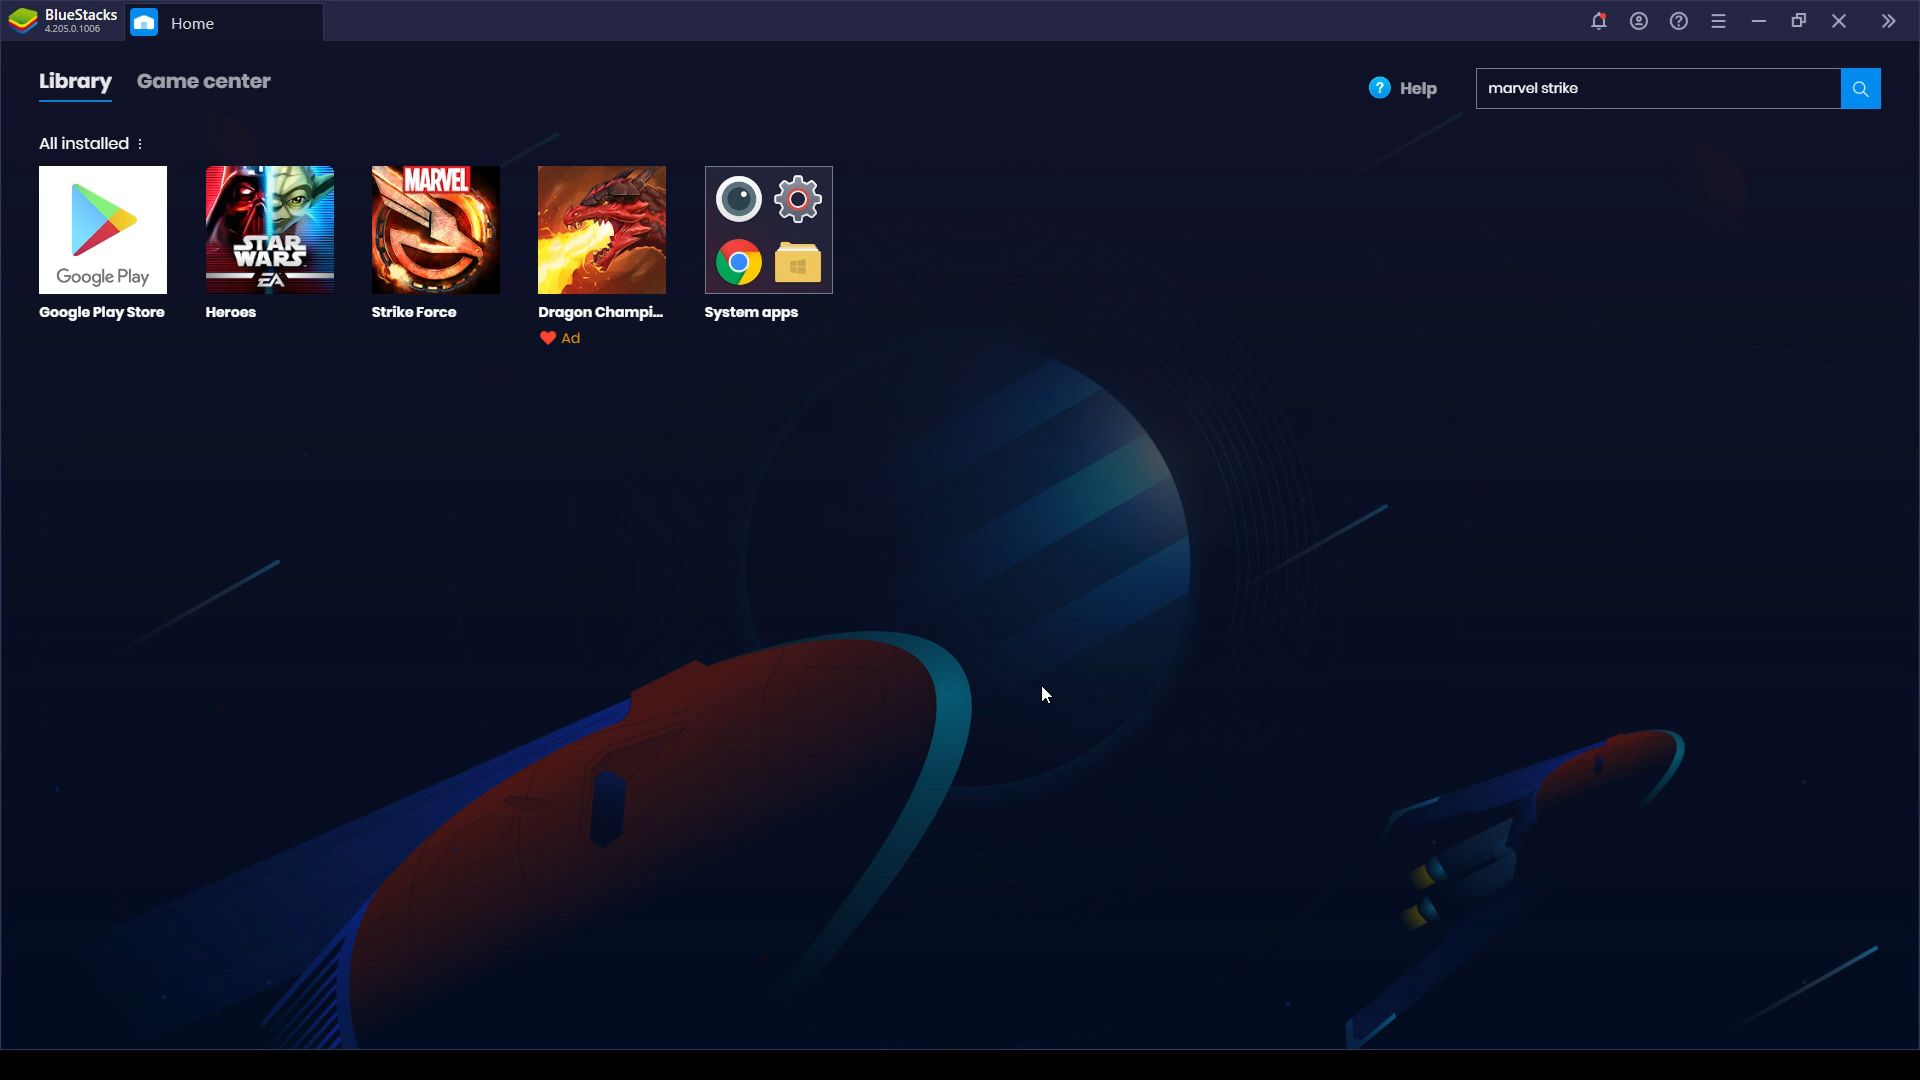 BlueStacks
4.205.0.1006
Home
Library
Game center
? Help
marvel strike
All installed
Google Play
STAR WARS
EA
MARVEL
Google Play Store
Heroes
Strike Force
Dragon Champi...
System apps
Ad